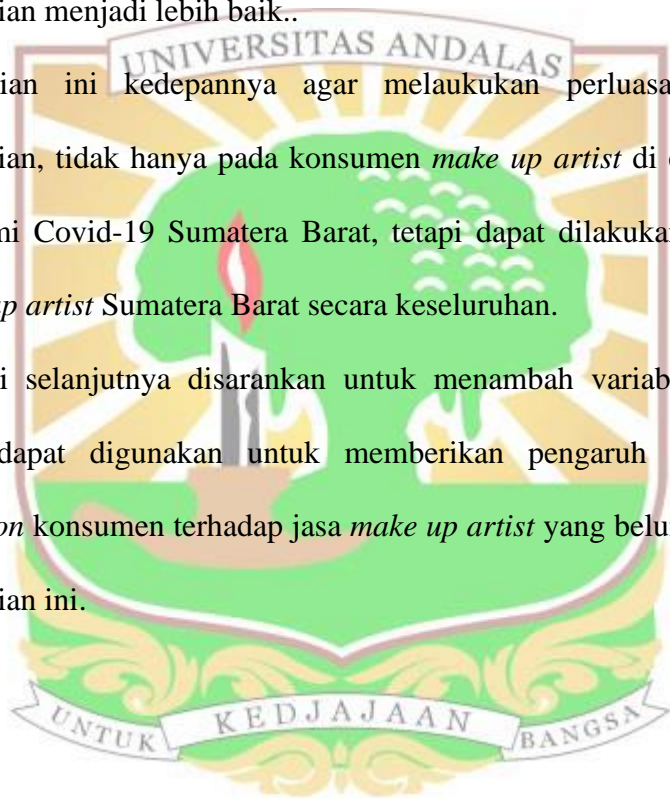 ian menjadi lebih baik..
UNIVERSITAS ANDALAS
ian ini kedepannya agar melaukukan perluasa
ian, tidak hanya pada konsumen make up artist di
ni Covid-19 Sumatera Barat, tetapi dapat dilakukan
p artist Sumatera Barat secara keseluruhan.
i selanjutnya disarankan untuk menambah variab
dapat digunakan untuk memberikan pengaruh
on konsumen terhadap jasa make up artist yang belu
ian ini.
UNTUK KEDJAJAAN BANGSA